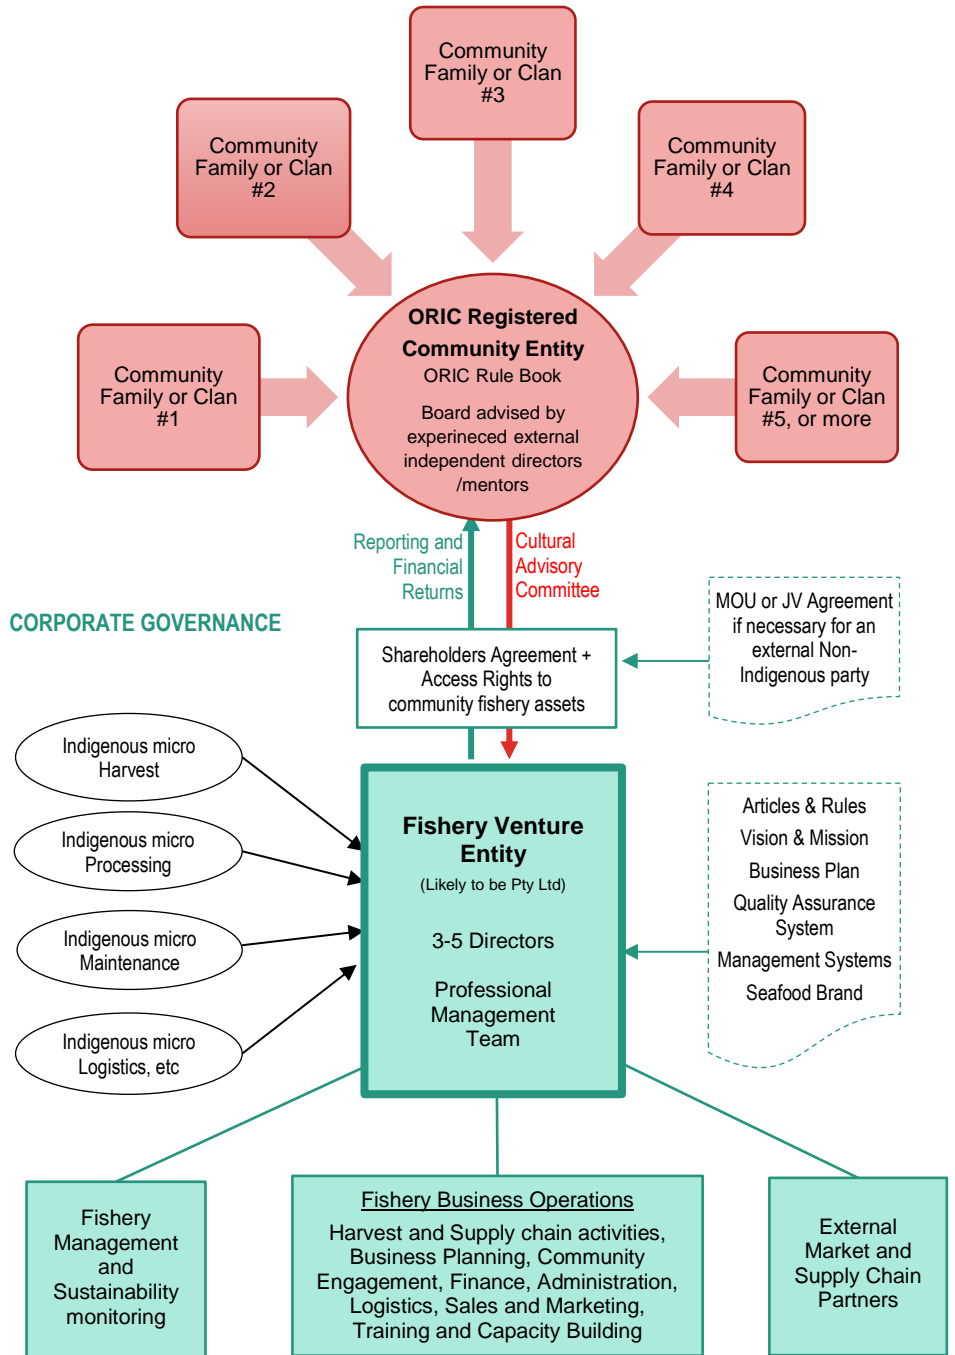 Community
Family or Clan
#3
Community
Family or Clan
#2
Community
Family or Clan
#4
Community
Family or Clan
#1
ORIC Registered
Community Entity
ORIC Rule Book
Board advised by
experineced external
independent directors
/mentors
Community
Family or Clan
#5, or more
Reporting and
Financial
Returns
Cultural
Advisory
Committee
CORPORATE GOVERNANCE
Shareholders Agreement +
Access Rights to
community fishery assets
MOU or JV Agreement
if necessary for an
external Non-
Indigenous party
Indigenous micro
Harvest
Indigenous micro
Processing
Indigenous micro
Maintenance
Indigenous micro
Logistics, etc
Fishery Venture
Entity
(Likely to be Pty Ltd)
3-5 Directors
Professional
Management
Team
Articles & Rules
Vision & Mission
Business Plan
Quality Assurance
System
Management Systems
Seafood Brand
Fishery
Management
and
Sustainability
monitoring
Fishery Business Operations
Harvest and Supply chain activities,
Business Planning, Community
Engagement, Finance, Administration,
Logistics, Sales and Marketing,
Training and Capacity Building
External
Market and
Supply Chain
Partners